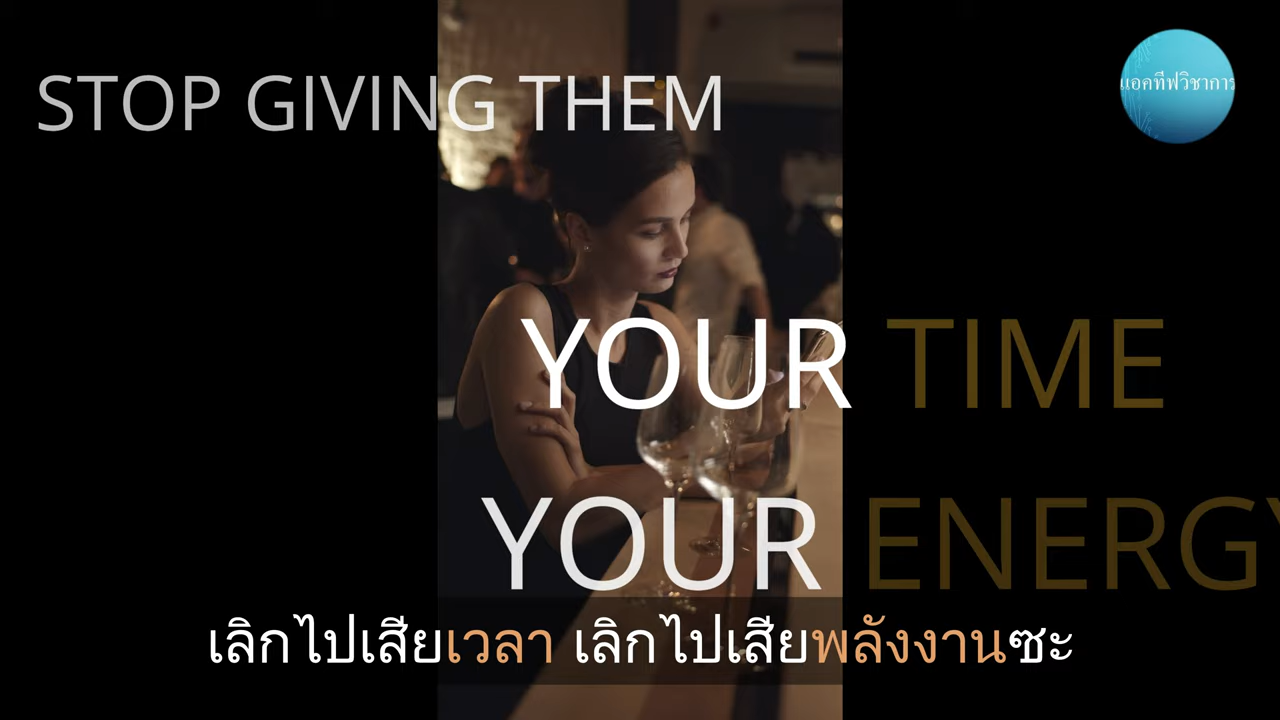 STOP GIVING THEM
แอคทีฟวิชาการ
YOUR TIME
YOUR ENERGY
เลิกไปเสียเวลา เลิกไปเสียพลังงานซะ